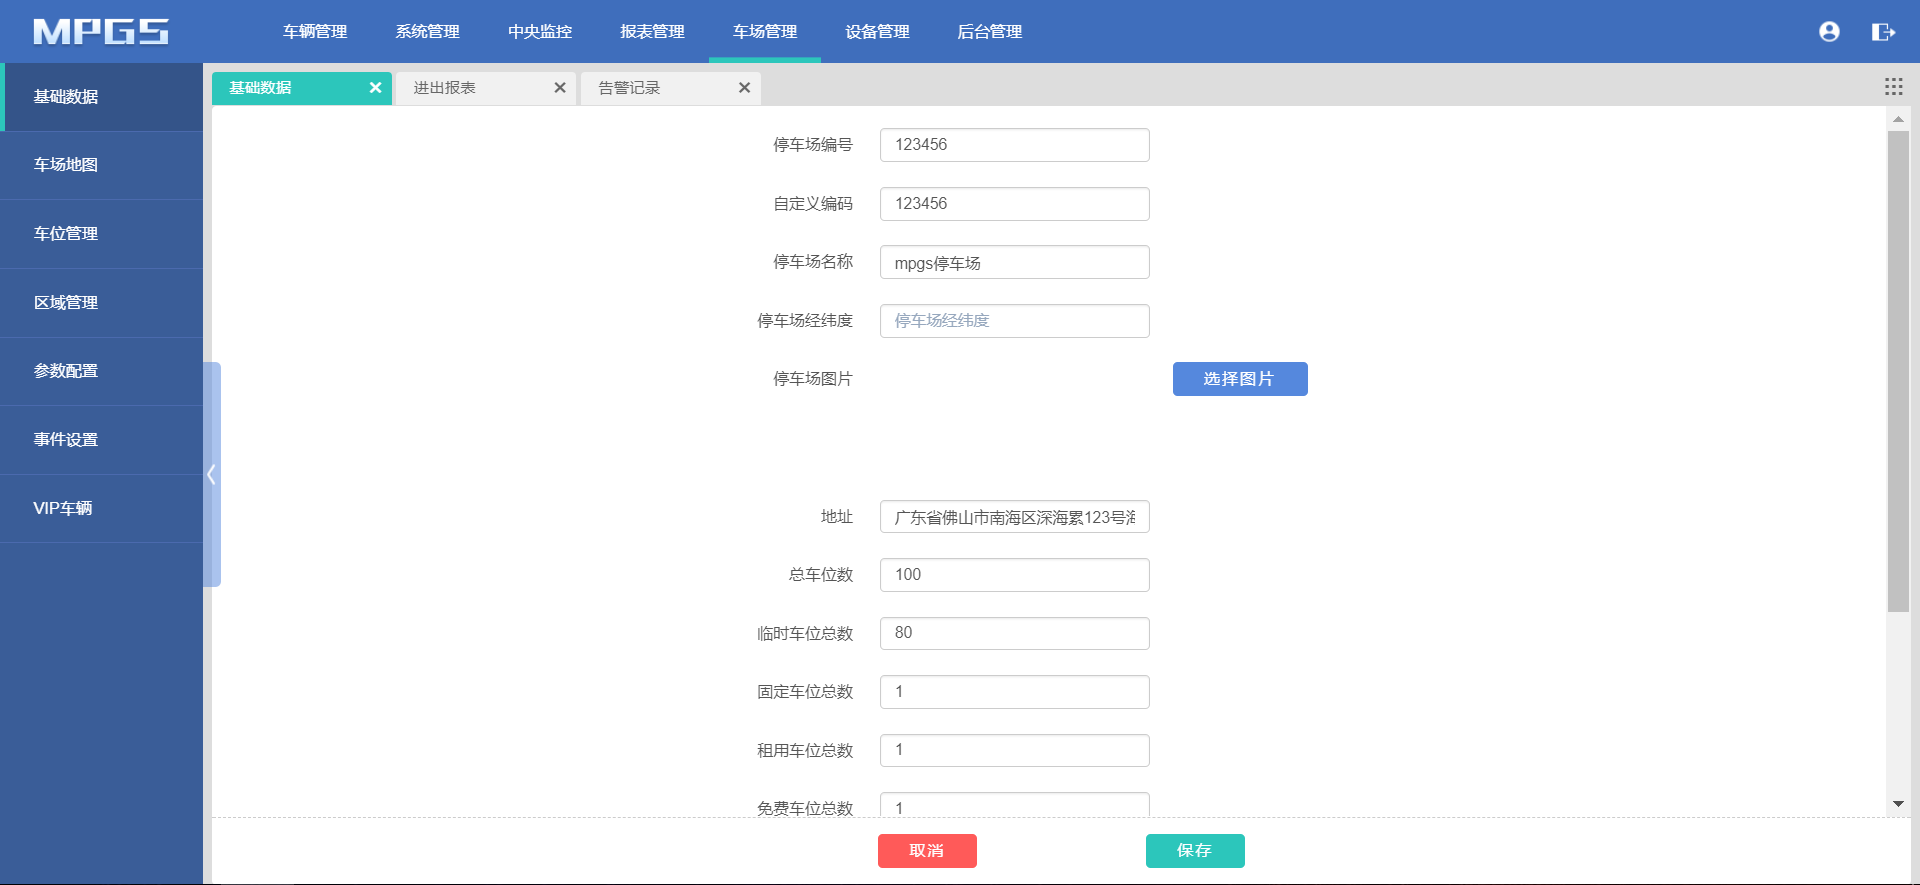 MPGS
车辆管理 系统管理 中央监控 报表管理 车场管理 设备管理 后台管理
基础数据 进出报表 告警记录
基础数据
车场地图
车位管理
区域管理
参数配置
事件设置
VIP车辆
停车场编号 123456
自定义编码 123456
停车场名称 mpgs停车场
停车场经纬度 停车场经纬度
停车场图片 选择图片
地址 广东省佛山市南海区深海累123号
总车位数 100
临时车位总数 80
固定车位总数 1
租用车位总数 1
免费车位总数 1
取消 保存